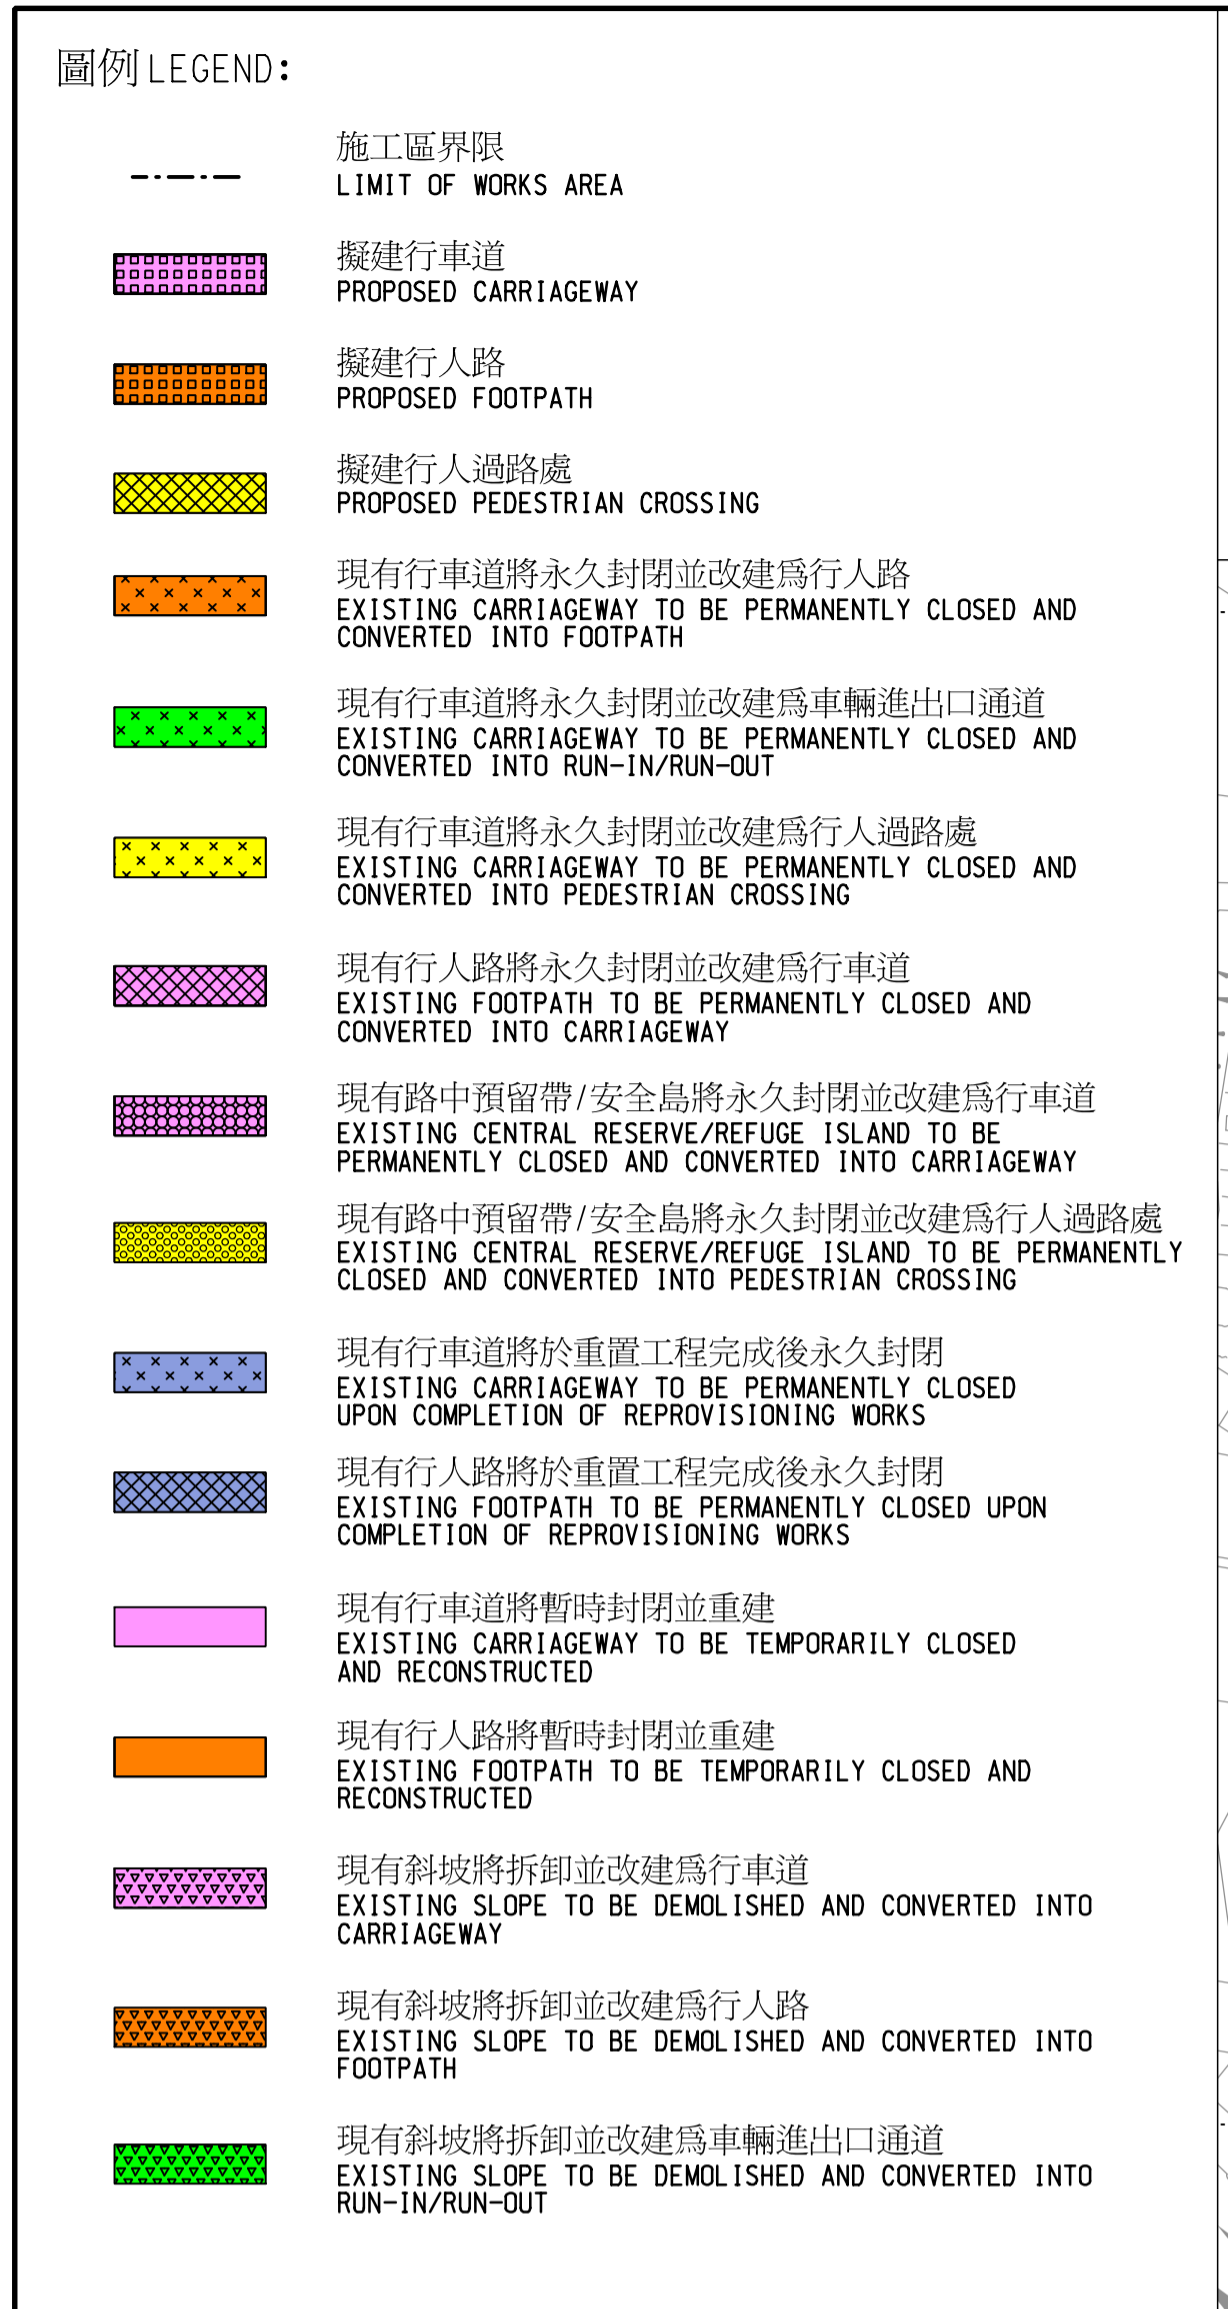 圖例 LEGEND:
施工區界限
LIMIT OF WORKS AREA
擬建行車道
PROPOSED CARRIAGEWAY
擬建行人路
PROPOSED FOOTPATH
擬建行人過路處
PROPOSED PEDESTRIAN CROSSING
現有行車道將永久封閉並改建爲行人路
EXISTING CARRIAGEWAY TO BE PERMANENTLY CLOSED AND
CONVERTED INTO FOOTPATH
現有行車道將永久封閉並改建爲車輛進出口通道
EXISTING CARRIAGEWAY TO BE PERMANENTLY CLOSED AND
CONVERTED INTO RUN-IN/RUN-OUT
現有行車道將永久封閉並改建爲行人過路處
EXISTING CARRIAGEWAY TO BE PERMANENTLY CLOSED AND
CONVERTED INTO PEDESTRIAN CROSSING
現有行人路將永久封閉並改建爲行車道
EXISTING FOOTPATH TO BE PERMANENTLY CLOSED AND
CONVERTED INTO CARRIAGEWAY
現有路中預留帶/安全島將永久封閉並改建爲行車道
EXISTING CENTRAL RESERVE/REFUGE ISLAND TO BE
PERMANENTLY CLOSED AND CONVERTED INTO CARRIAGEWAY
現有路中預留帶/安全島將永久封閉並改建爲行人過路處
EXISTING CENTRAL RESERVE/REFUGE ISLAND TO BE PERMANENTLY
CLOSED AND CONVERTED INTO PEDESTRIAN CROSSING
現有行車道將於重置工程完成後永久封閉
EXISTING CARRIAGEWAY TO BE PERMANENTLY CLOSED
UPON COMPLETION OF REPROVISIONING WORKS
現有行人路將於重置工程完成後永久封閉
EXISTING FOOTPATH TO BE PERMANENTLY CLOSED UPON
COMPLETION OF REPROVISIONING WORKS
現有行車道將暫時封閉並重建
EXISTING CARRIAGEWAY TO BE TEMPORARILY CLOSED
AND RECONSTRUCTED
現有行人路將暫時封閉並重建
EXISTING FOOTPATH TO BE TEMPORARILY CLOSED AND
RECONSTRUCTED
現有斜坡將拆卸並改建爲行車道
EXISTING SLOPE TO BE DEMOLISHED AND CONVERTED INTO
CARRIAGEWAY
現有斜坡將拆卸並改建爲行人路
EXISTING SLOPE TO BE DEMOLISHED AND CONVERTED INTO
FOOTPATH
現有斜坡將拆卸並改建爲車輛進出口通道
EXISTING SLOPE TO BE DEMOLISHED AND CONVERTED INTO
RUN-IN/RUN-OUT